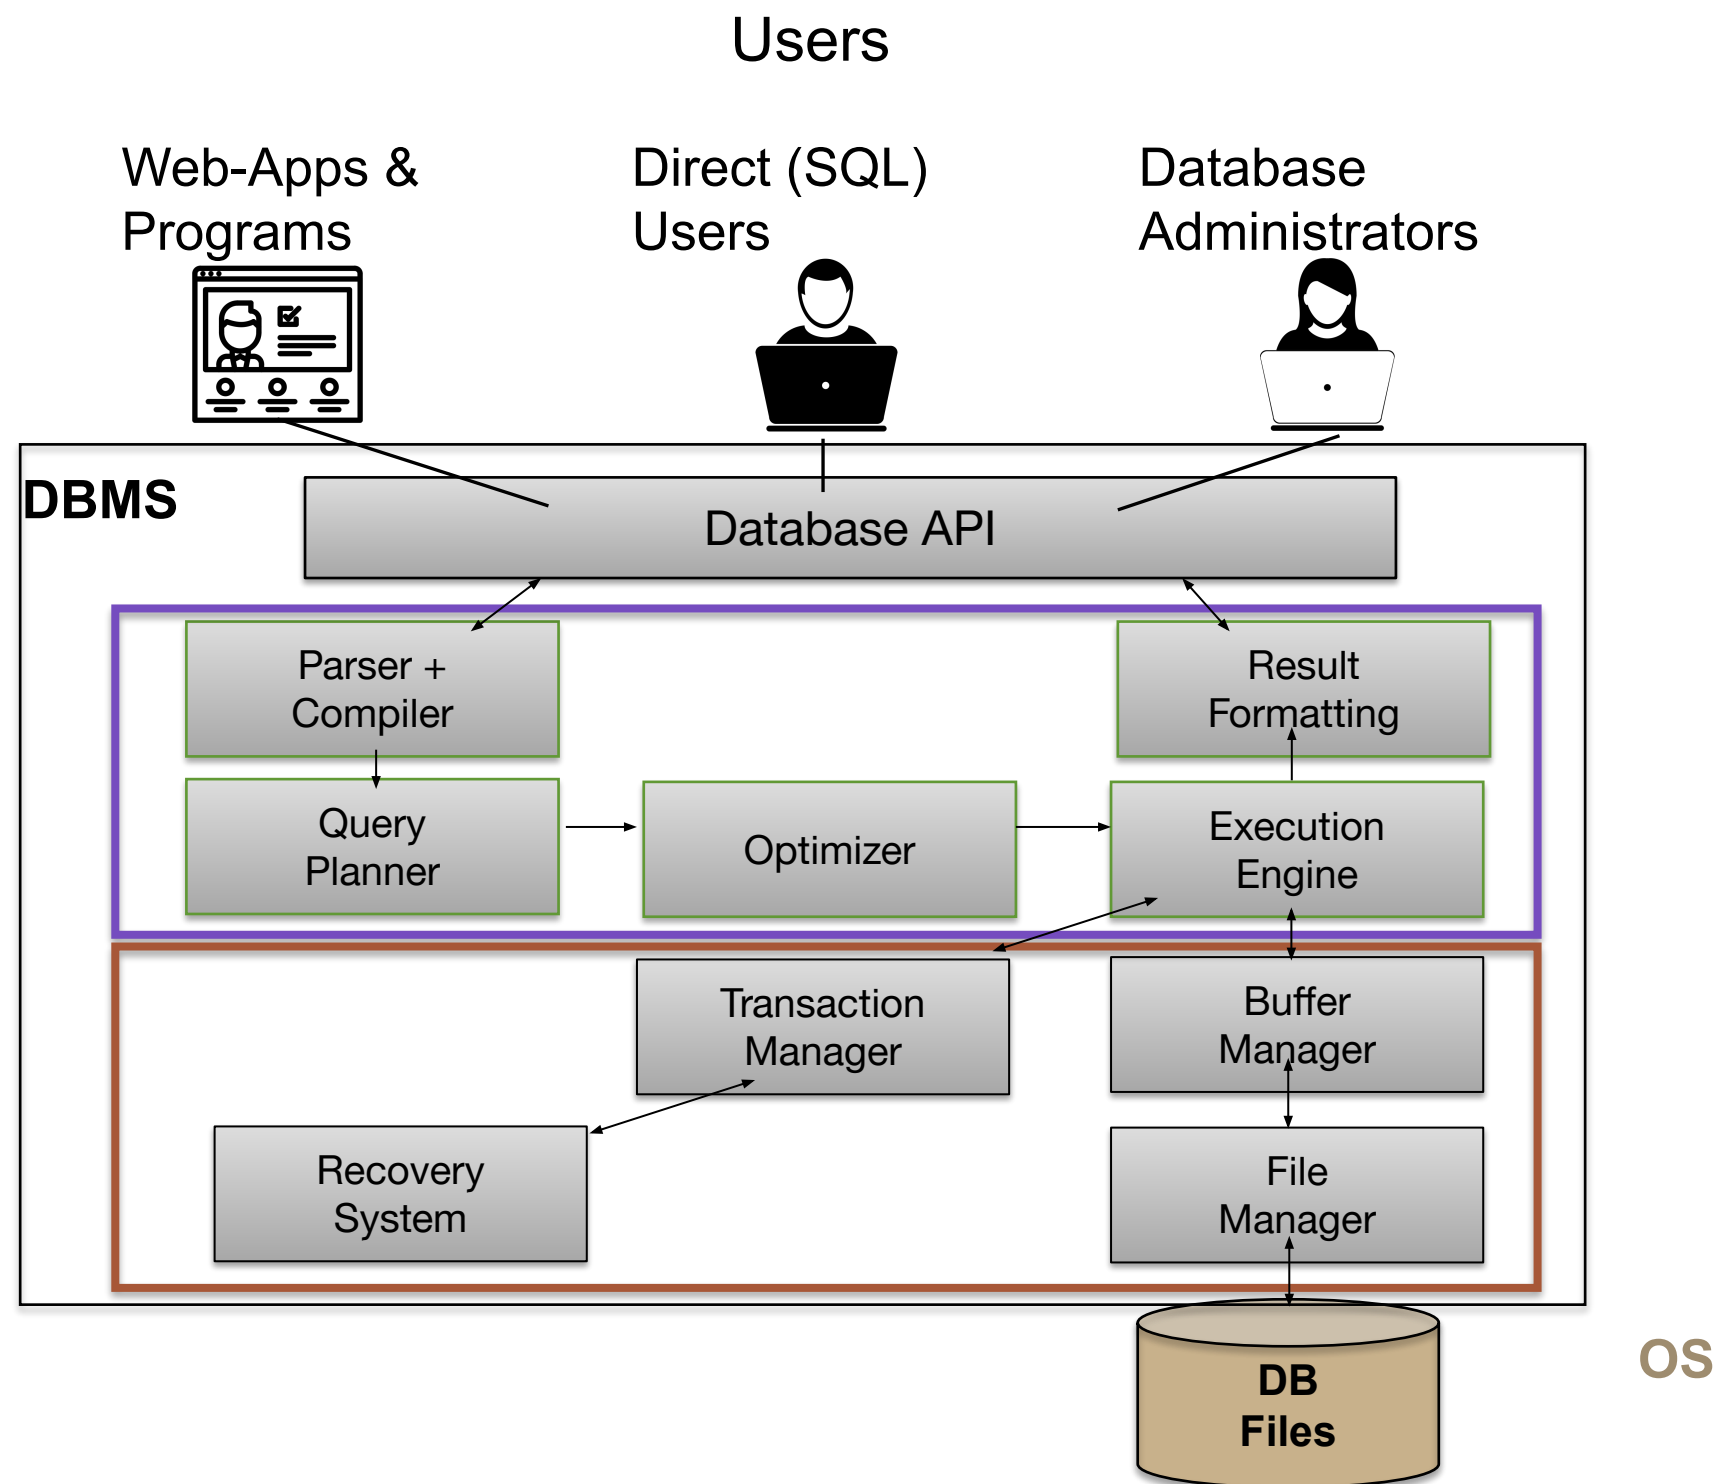 Users
Web-Apps &
Programs
Direct (SQL)
Users
Database
Administrators
DBMS
Database API
Parser +
Compiler
Result
Formatting
Query
Planner
Optimizer
Execution
Engine
Transaction
Manager
Buffer
Manager
Recovery
System
File
Manager
OS
DB
Files